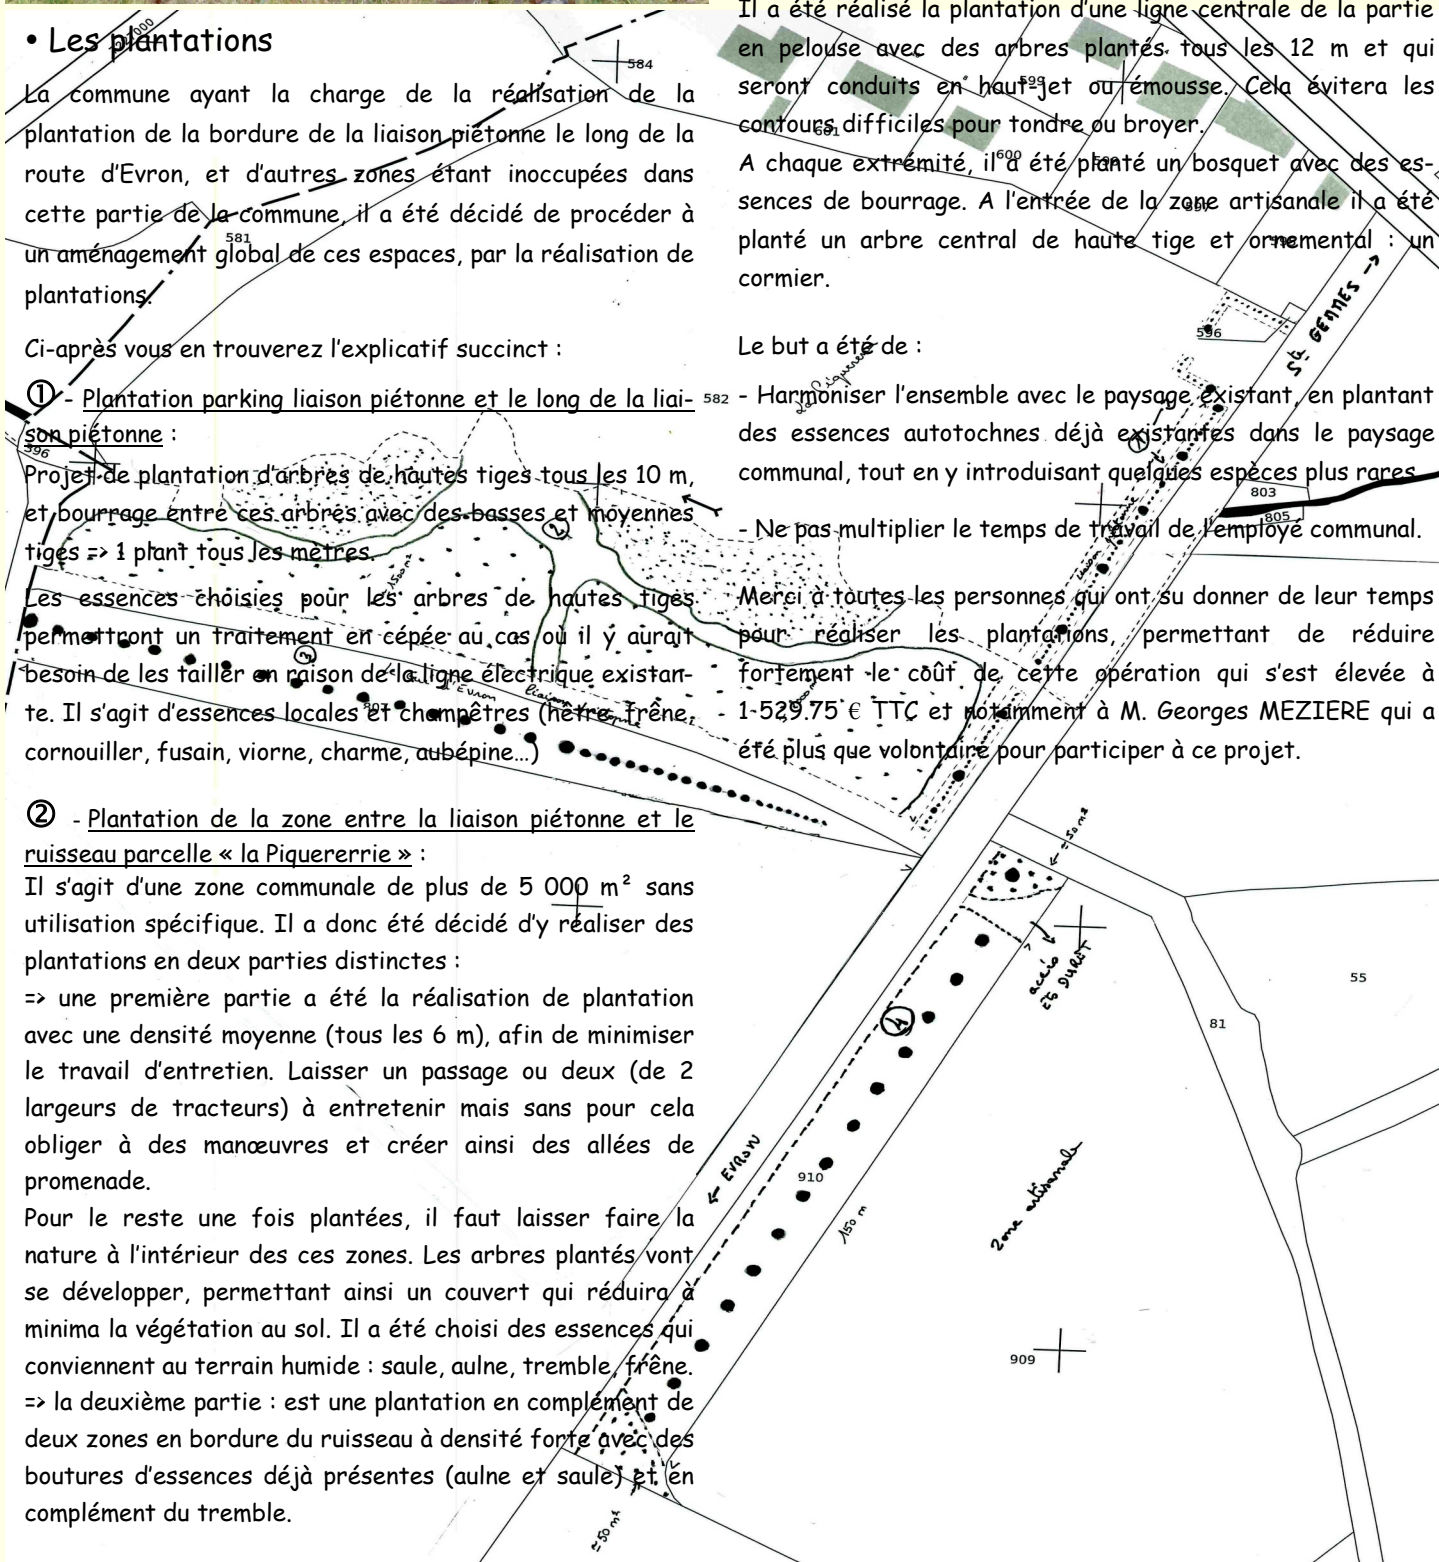 • Les plantations
La commune ayant la charge de la réalisation de la
plantation de la bordure de la liaison piétonne le long de la
route d'Evron, et d'autres zones étant inoccupées dans
cette partie de la commune, il a été décidé de procéder à
un aménagement global de ces espaces, par la réalisation de
plantations.
Ci-après vous en trouverez l'explicatif succinct :
① - Plantation parking liaison piétonne et le long de la liai-
son piétonne :
Projet de plantation d'arbres de hautes tiges tous les 10 m,
et bourrage entre ces arbres avec des basses et moyennes
tiges => 1 plant tous les mètres.
Les essences choisies pour les arbres de hautes tiges
permettront un traitement en cépée au cas où il y aurait
besoin de les tailler en raison de la ligne électrique existan-
te. Il s'agit d'essences locales et champêtres (hêtre, frêne,
cornouiller, fusain, viorne, charme, aubépine…)
② - Plantation de la zone entre la liaison piétonne et le
ruisseau parcelle « la Piquererrie » :
Il s'agit d'une zone communale de plus de 5 000 m² sans
utilisation spécifique. Il a donc été décidé d'y réaliser des
plantations en deux parties distinctes :
=> une première partie a été la réalisation de plantation
avec une densité moyenne (tous les 6 m), afin de minimiser
le travail d'entretien. Laisser un passage ou deux (de 2
largeurs de tracteurs) à entretenir mais sans pour cela
obliger à des manœuvres et créer ainsi des allées de
promenade.
Pour le reste une fois plantées, il faut laisser faire la
nature à l'intérieur des ces zones. Les arbres plantés vont
se développer, permettant ainsi un couvert qui réduira à
minima la végétation au sol. Il a été choisi des essences qui
conviennent au terrain humide : saule, aulne, tremble, frêne.
=> la deuxième partie : est une plantation en complément de
deux zones en bordure du ruisseau à densité forte avec des
boutures d'essences déjà présentes (aulne et saule) et en
complément du tremble.
Il a été réalisé la plantation d'une ligne centrale de la partie
en pelouse avec des arbres plantés tous les 12 m et qui
seront conduits en haut-jet ou émousse. Cela évitera les
contours difficiles pour tondre ou broyer.
A chaque extrémité, il a été planté un bosquet avec des es-
sences de bourrage. A l'entrée de la zone artisanale il a été
planté un arbre central de haute tige et ornemental : un
cormier.
Le but a été de :
- Harmoniser l'ensemble avec le paysage existant, en plantant
des essences autotochnes déjà existantes dans le paysage
communal, tout en y introduisant quelques espèces plus rares
- Ne pas multiplier le temps de travail de l'employé communal.
Merci à toutes les personnes qui ont su donner de leur temps
pour réaliser les plantations, permettant de réduire
fortement le coût de cette opération qui s'est élevée à
1 529.75 € TTC et notamment à M. Georges MEZIERE qui a
été plus que volontaire pour participer à ce projet.
584
599
601
600
581
596
582
596
Ste GEMMES →
1
803
805
2
1500 m²
3
liaison piétonne
≃ 50 m²
accès
Ets DUROT
55
81
4
← EVRON
910
150 m
Zone artisanale
909
≃ 50 m²